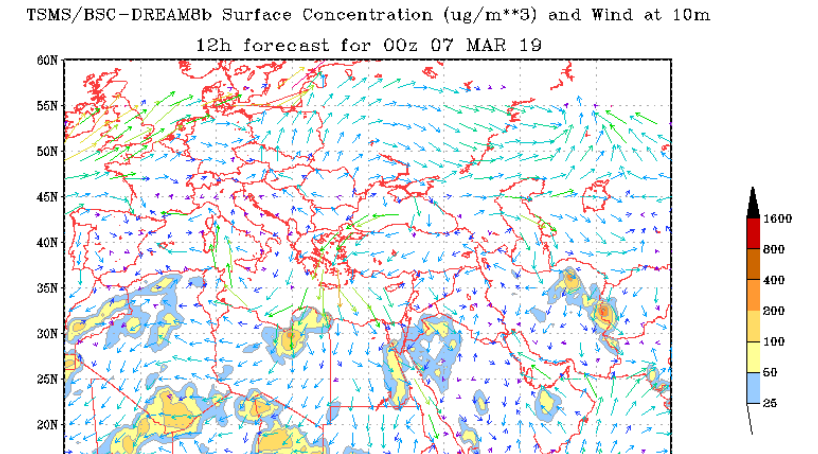 TSMS/BSC-DREAM8b Surface Concentration (ug/m**3) and Wind at 10m
12h forecast for 00z 07 MAR 19
60N
55N
50N
45N
40N
35N
30N
25N
20N
1600
800
400
200
100
50
25